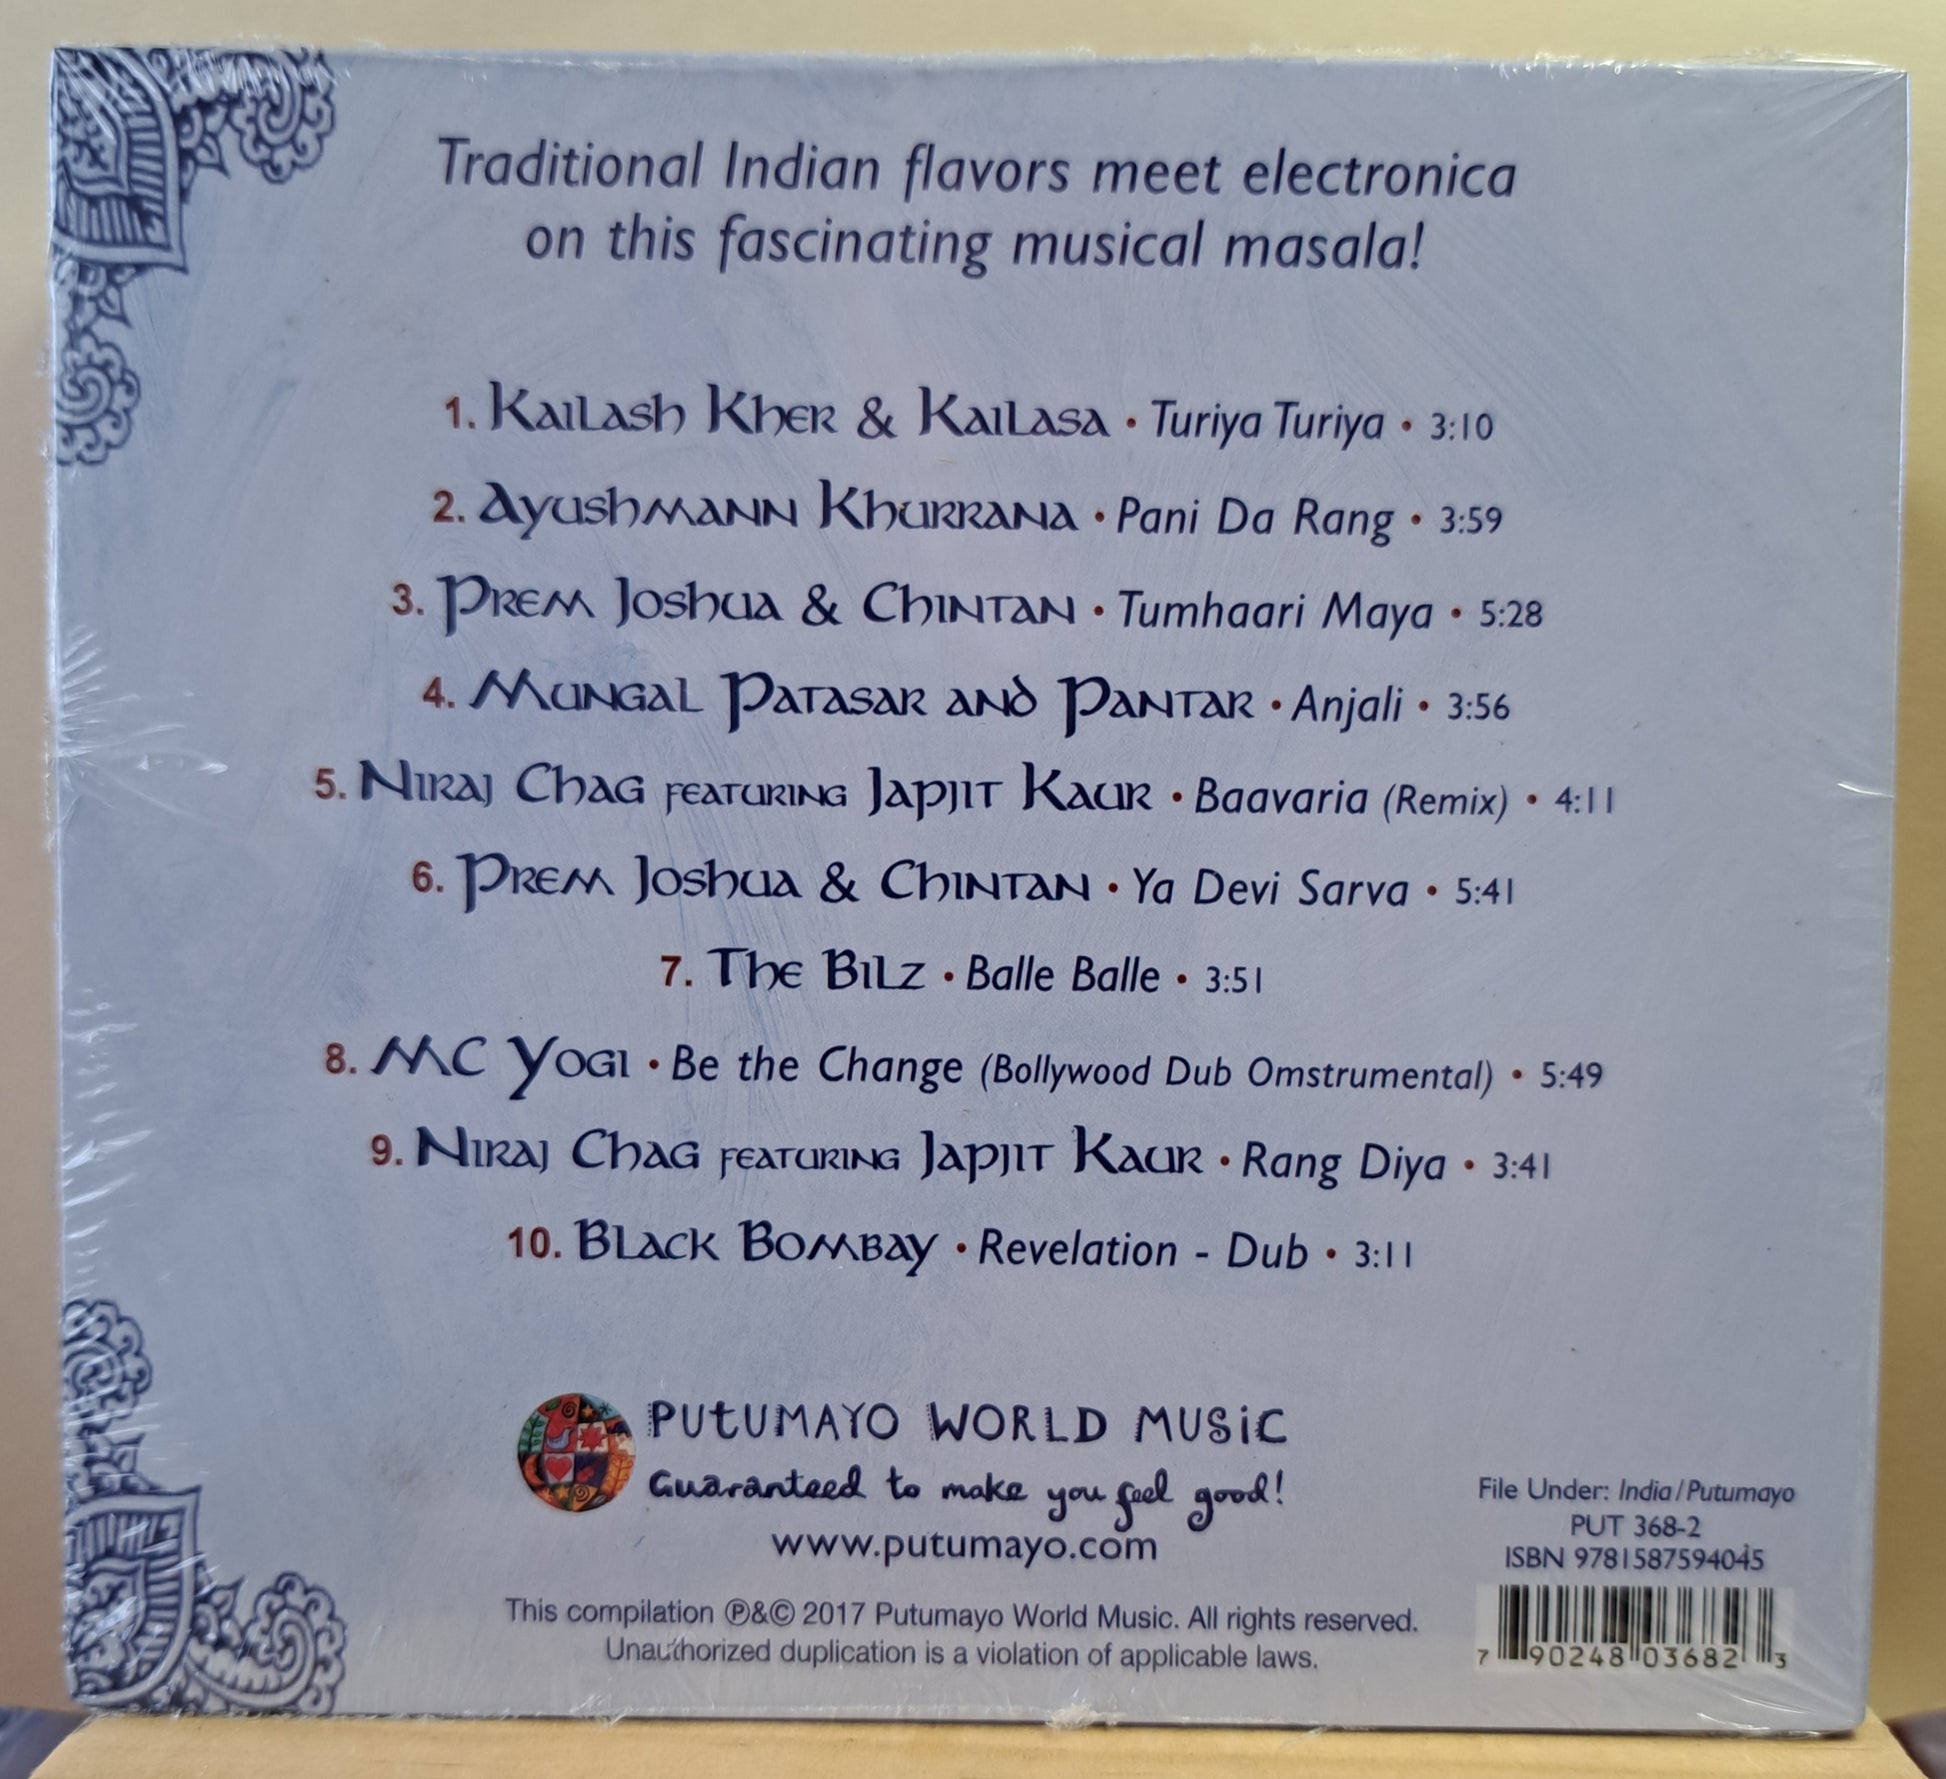 Traditional Indian flavors meet electronica
on this fascinating musical masala!
1. Kailash Kher & Kailasa • Turiya Turiya • 3:10
2. Ayushmann Khurrana • Pani Da Rang • 3:59
3. Prem Joshua & Chintan • Tumhaari Maya • 5:28
4. Mungal Patasar and Pantar • Anjali • 3:56
5. Niraj Chag featuring Japjit Kaur • Baavaria (Remix) • 4:11
6. Prem Joshua & Chintan • Ya Devi Sarva • 5:41
7. The Bilz • Balle Balle • 3:51
8. MC Yogi • Be the Change (Bollywood Dub Omstrumental) • 5:49
9. Niraj Chag featuring Japjit Kaur • Rang Diya • 3:41
10. Black Bombay • Revelation - Dub • 3:11
PUTUMAYO WORLD MUSIC
Guaranteed to make you feel good!
www.putumayo.com
File Under: India/Putumayo
PUT 368-2
ISBN 9781587594045
This compilation ℗&© 2017 Putumayo World Music. All rights reserved.
Unauthorized duplication is a violation of applicable laws.
7 90248 03682 3